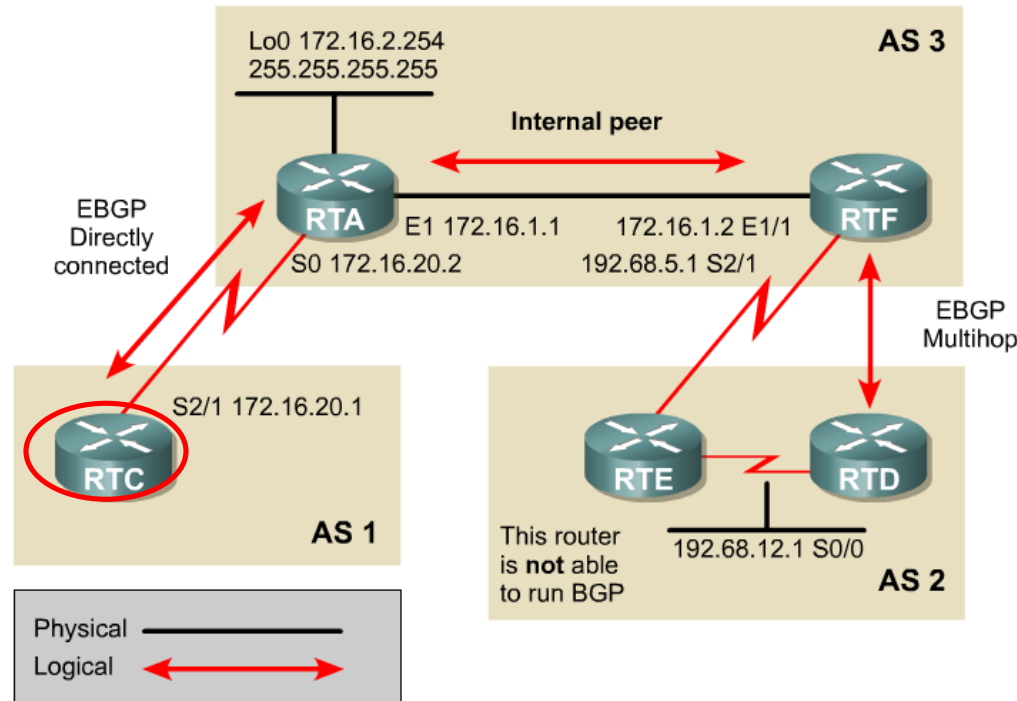 Lo0 172.16.2.254
255.255.255.255
AS 3
Internal peer
RTA
RTF
E1 172.16.1.1
172.16.1.2 E1/1
S0 172.16.20.2
192.68.5.1 S2/1
EBGP
Directly
connected
EBGP
Multihop
S2/1 172.16.20.1
RTC
AS 1
RTE
RTD
This router
is not able
to run BGP
192.68.12.1 S0/0
AS 2
Physical
Logical